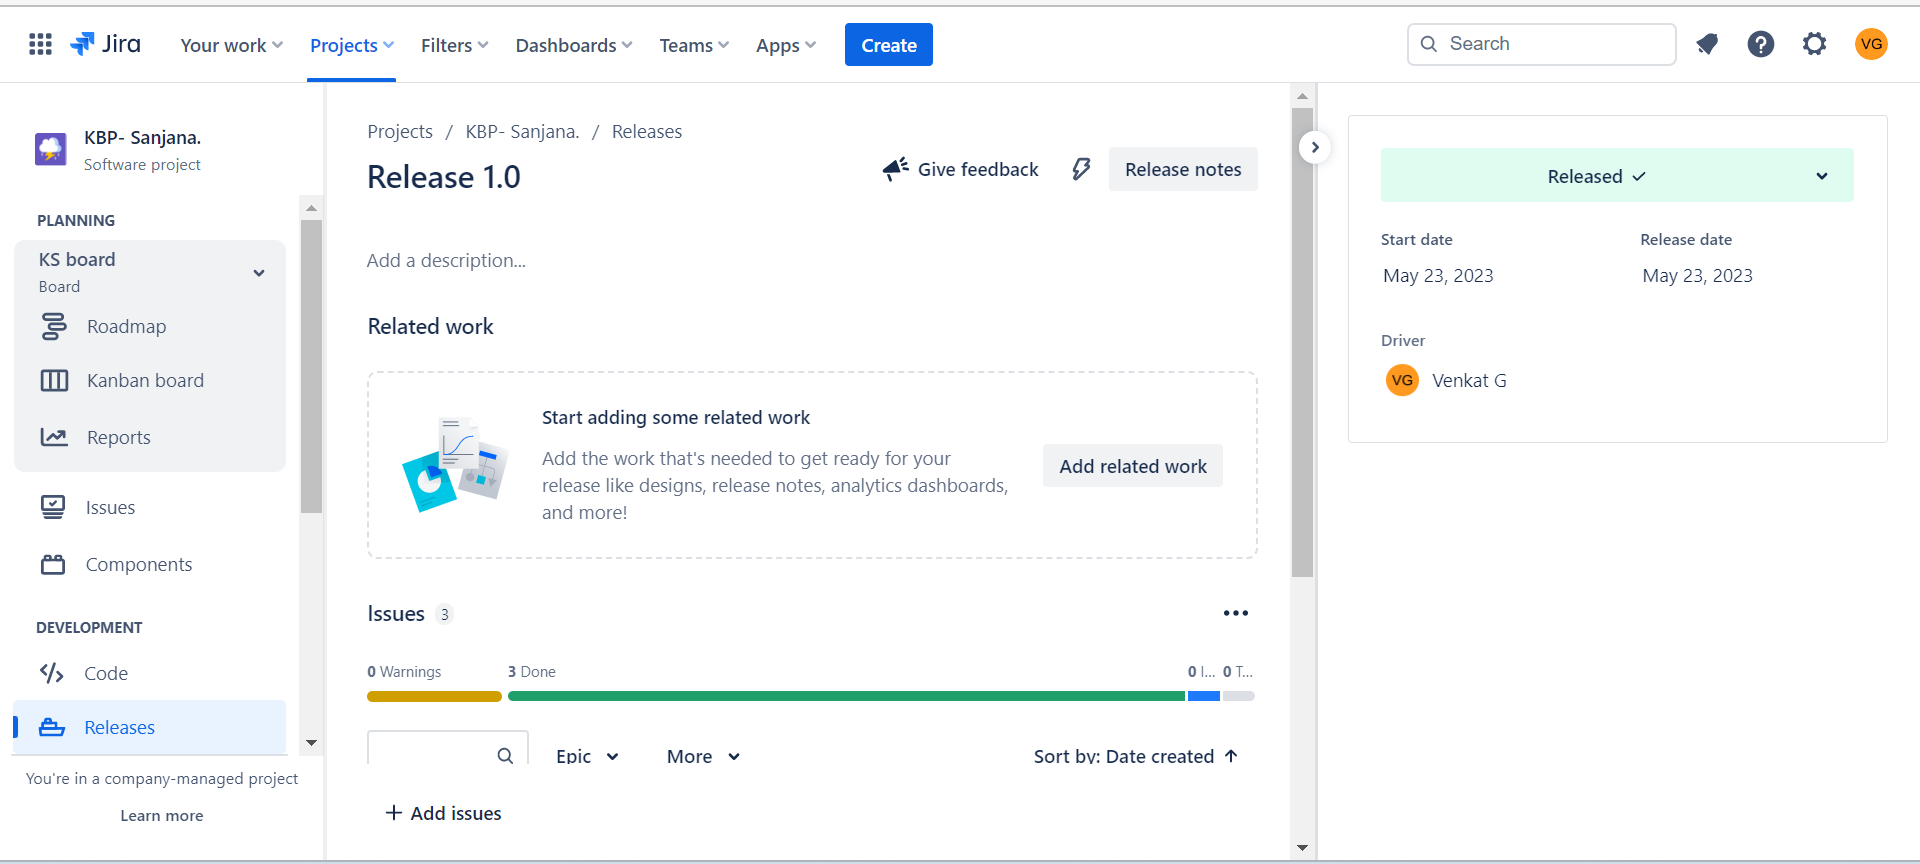 Jira
Your work
Projects
Filters
Dashboards
Teams
Apps
Create
Search
VG
KBP- Sanjana.
Software project
PLANNING
KS board
Board
Roadmap
Kanban board
Reports
Issues
Components
DEVELOPMENT
Code
Releases
You're in a company-managed project
Learn more
Projects / KBP- Sanjana. / Releases
Release 1.0
Give feedback
Release notes
Add a description...
Related work
Start adding some related work
Add the work that's needed to get ready for your
release like designs, release notes, analytics dashboards,
and more!
Add related work
Issues 3
0 Warnings
3 Done
0 I...
0 T...
Epic
More
Sort by: Date created
+ Add issues
Released
Start date
Release date
May 23, 2023
May 23, 2023
Driver
VG Venkat G